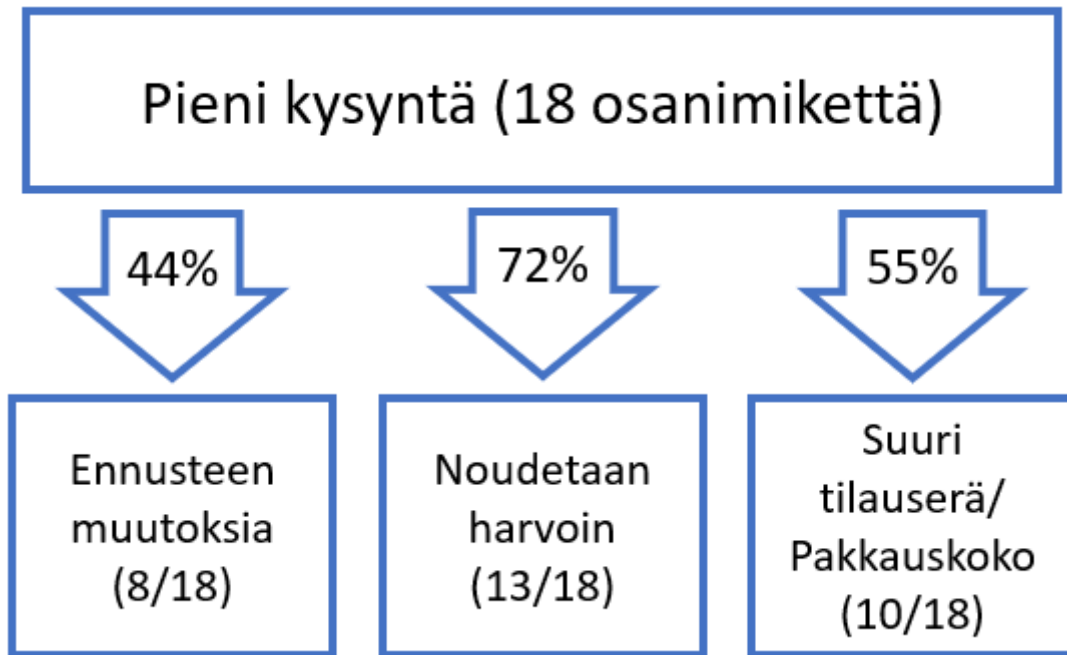 Pieni kysyntä (18 osanimikettä)
44%
72%
55%
Ennusteen
muutoksia
(8/18)
Noudetaan
harvoin
(13/18)
Suuri
tilauserä/
Pakkauskoko
(10/18)